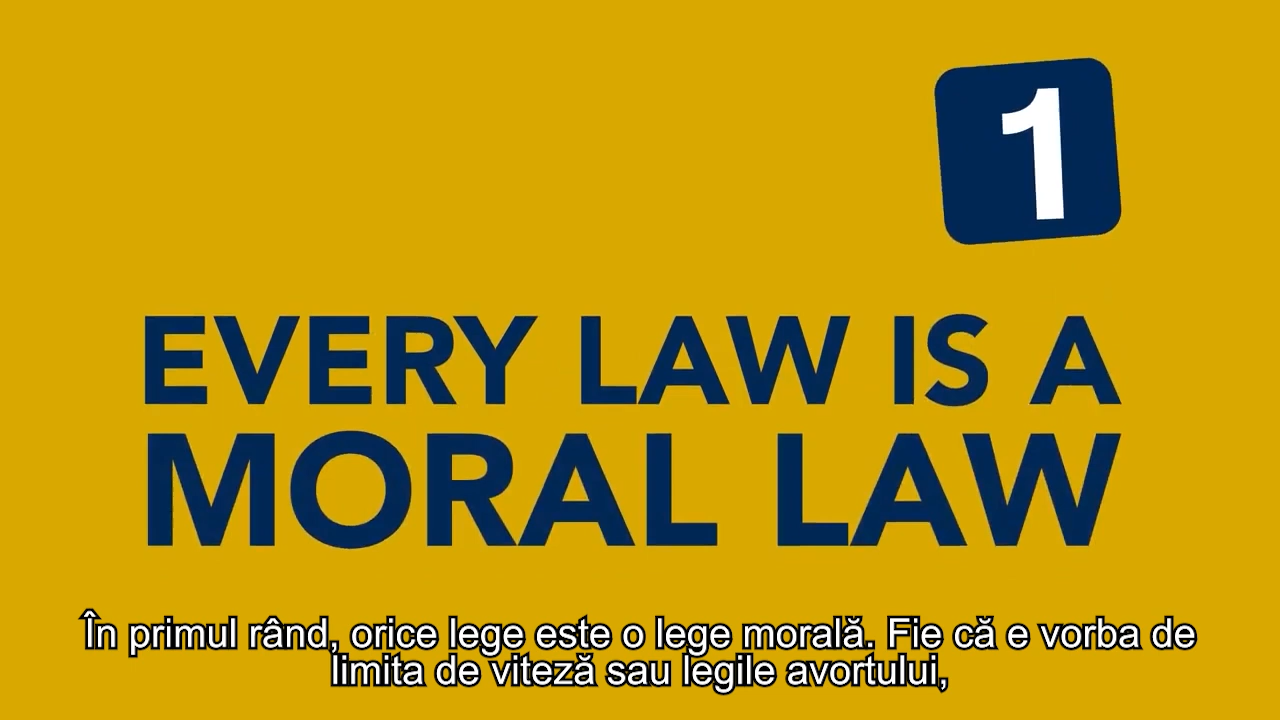 1
EVERY LAW IS A
MORAL LAW
În primul rând, orice lege este o lege morală. Fie că e vorba de
limita de viteză sau legile avortului,